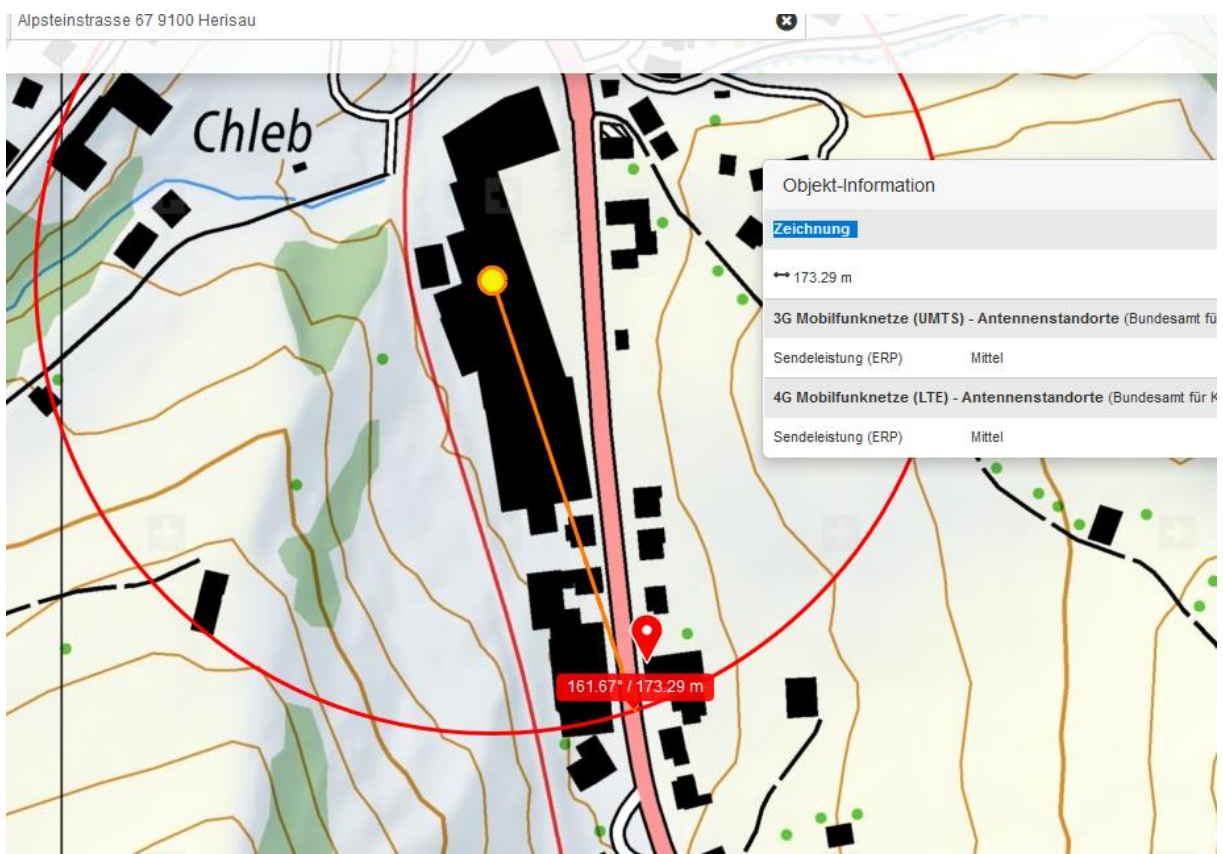 Alpsteinstrasse 67 9100 Herisau
Chleb
Objekt-Information
Zeichnung
173.29 m
3G Mobilfunknetze (UMTS) - Antennenstandorte (Bundesamt fü
Sendeleistung (ERP) Mittel
4G Mobilfunknetze (LTE) - Antennenstandorte (Bundesamt für K
Sendeleistung (ERP) Mittel
161.67° / 173.29 m